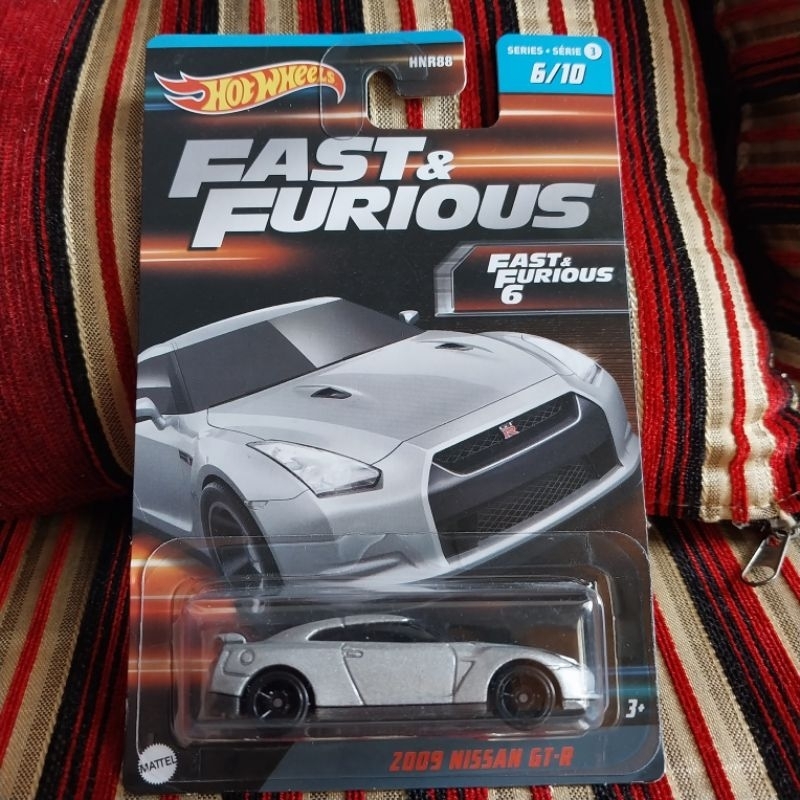 HOT WHEELS
HNR88
SERIES • SÉRIE 3
6/10
FAST &
FURIOUS
FAST &
FURIOUS
6
R
3+
2009 NISSAN GT-R
MATTEL